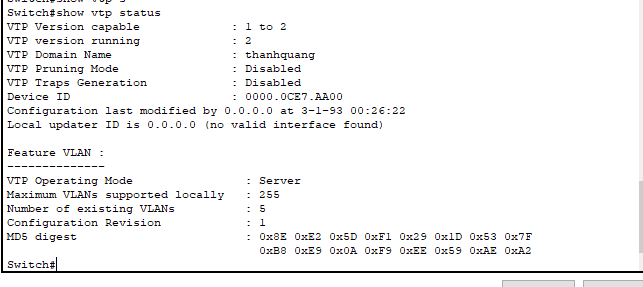 Switch#show vtp status
VTP Version capable : 1 to 2
VTP version running : 2
VTP Domain Name : thanhquang
VTP Pruning Mode : Disabled
VTP Traps Generation : Disabled
Device ID : 0000.0CE7.AA00
Configuration last modified by 0.0.0.0 at 3-1-93 00:26:22
Local updater ID is 0.0.0.0 (no valid interface found)
Feature VLAN :
--------------
VTP Operating Mode : Server
Maximum VLANs supported locally : 255
Number of existing VLANs : 5
Configuration Revision : 1
MD5 digest : 0x8E 0xE2 0x5D 0xF1 0x29 0x1D 0x53 0x7F
0xB8 0xE9 0x0A 0xF9 0xEE 0x59 0xAE 0xA2
Switch#